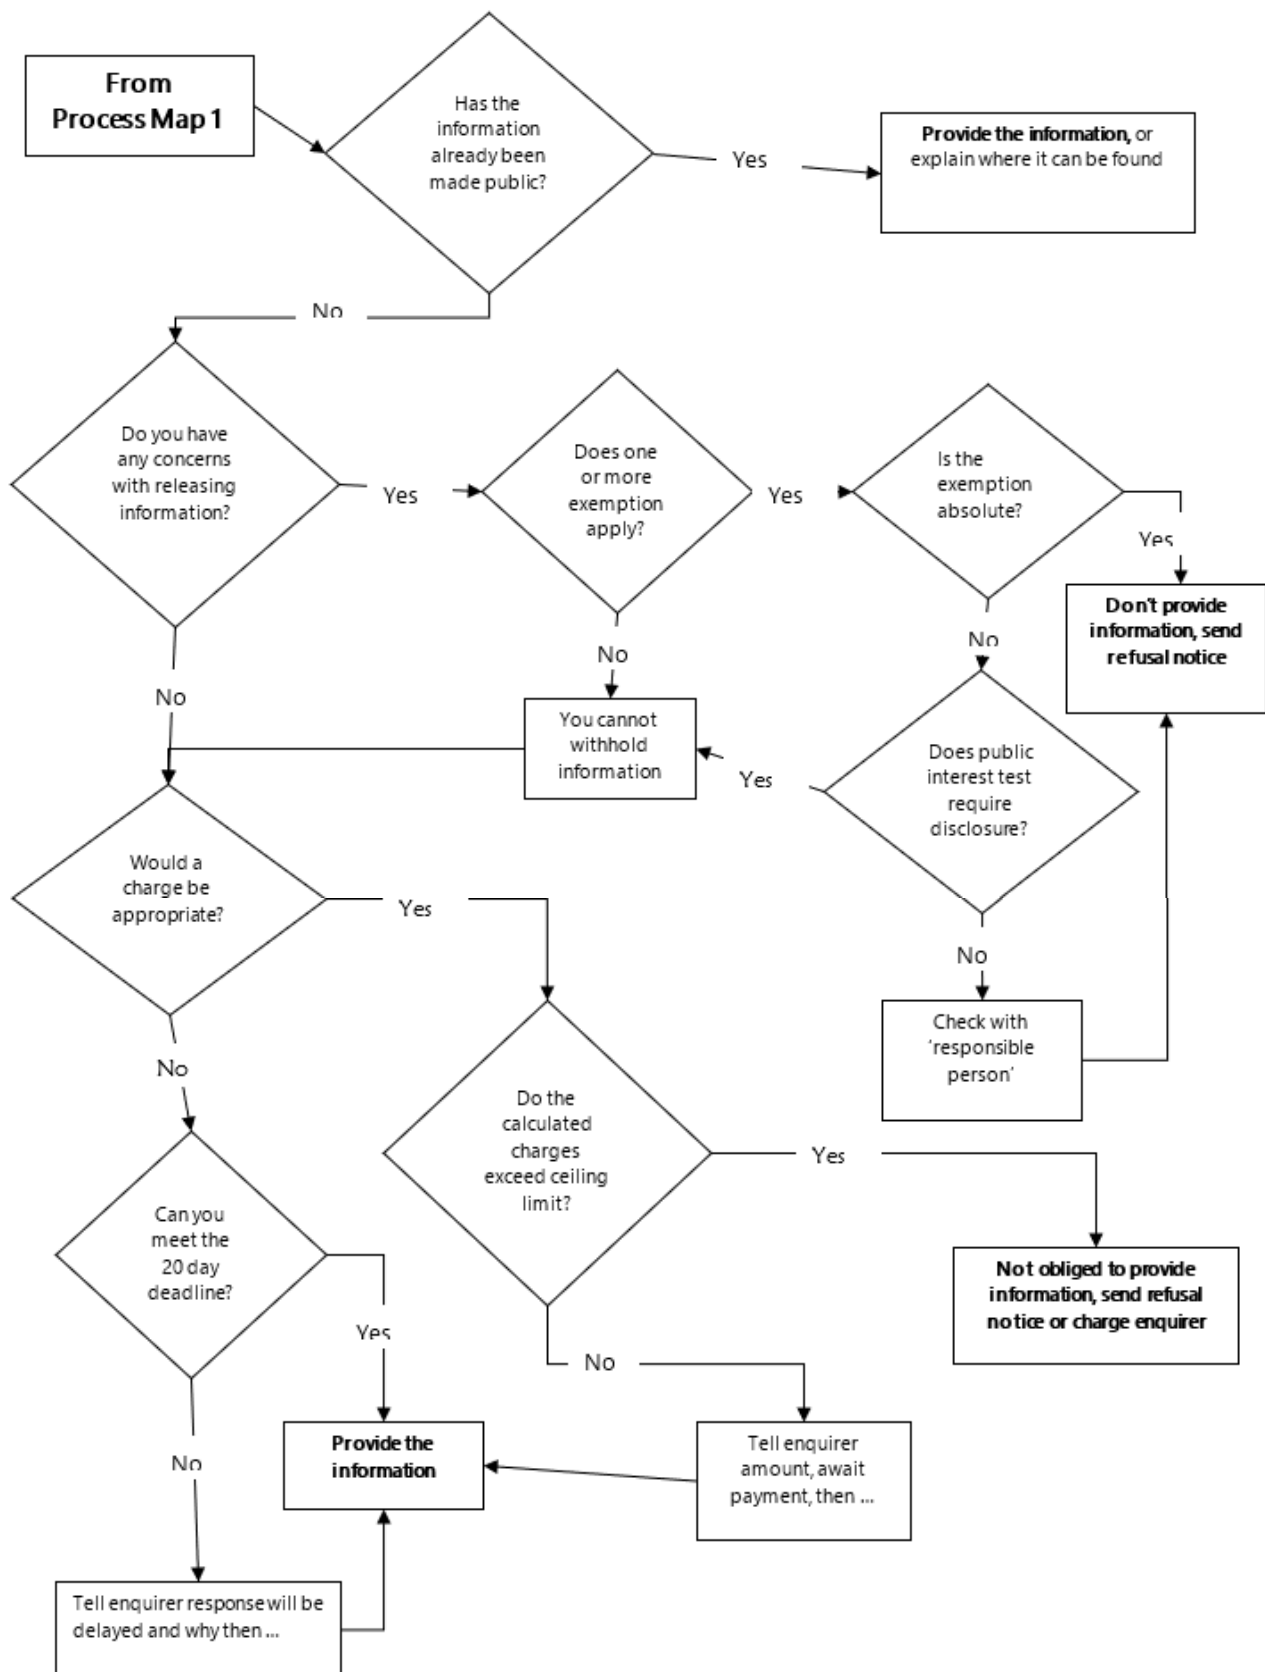 From
Process Map 1
Has the
information
already been
made public?
Yes
Provide the information, or
explain where it can be found
No
Do you have
any concerns
with releasing
information?
Yes
Does one
or more
exemption
apply?
Yes
Is the
exemption
absolute?
Yes
Don't provide
information, send
refusal notice
No
No
No
You cannot
withhold
information
Yes
Does public
interest test
require
disclosure?
Would a
charge be
appropriate?
Yes
No
Check with
‘responsible
person’
No
Do the
calculated
charges
exceed ceiling
limit?
Yes
Can you
meet the
20 day
deadline?
Not obliged to provide
information, send refusal
notice or charge enquirer
Yes
No
Provide the
information
Tell enquirer
amount, await
payment, then ...
No
Tell enquirer response will be
delayed and why then ...